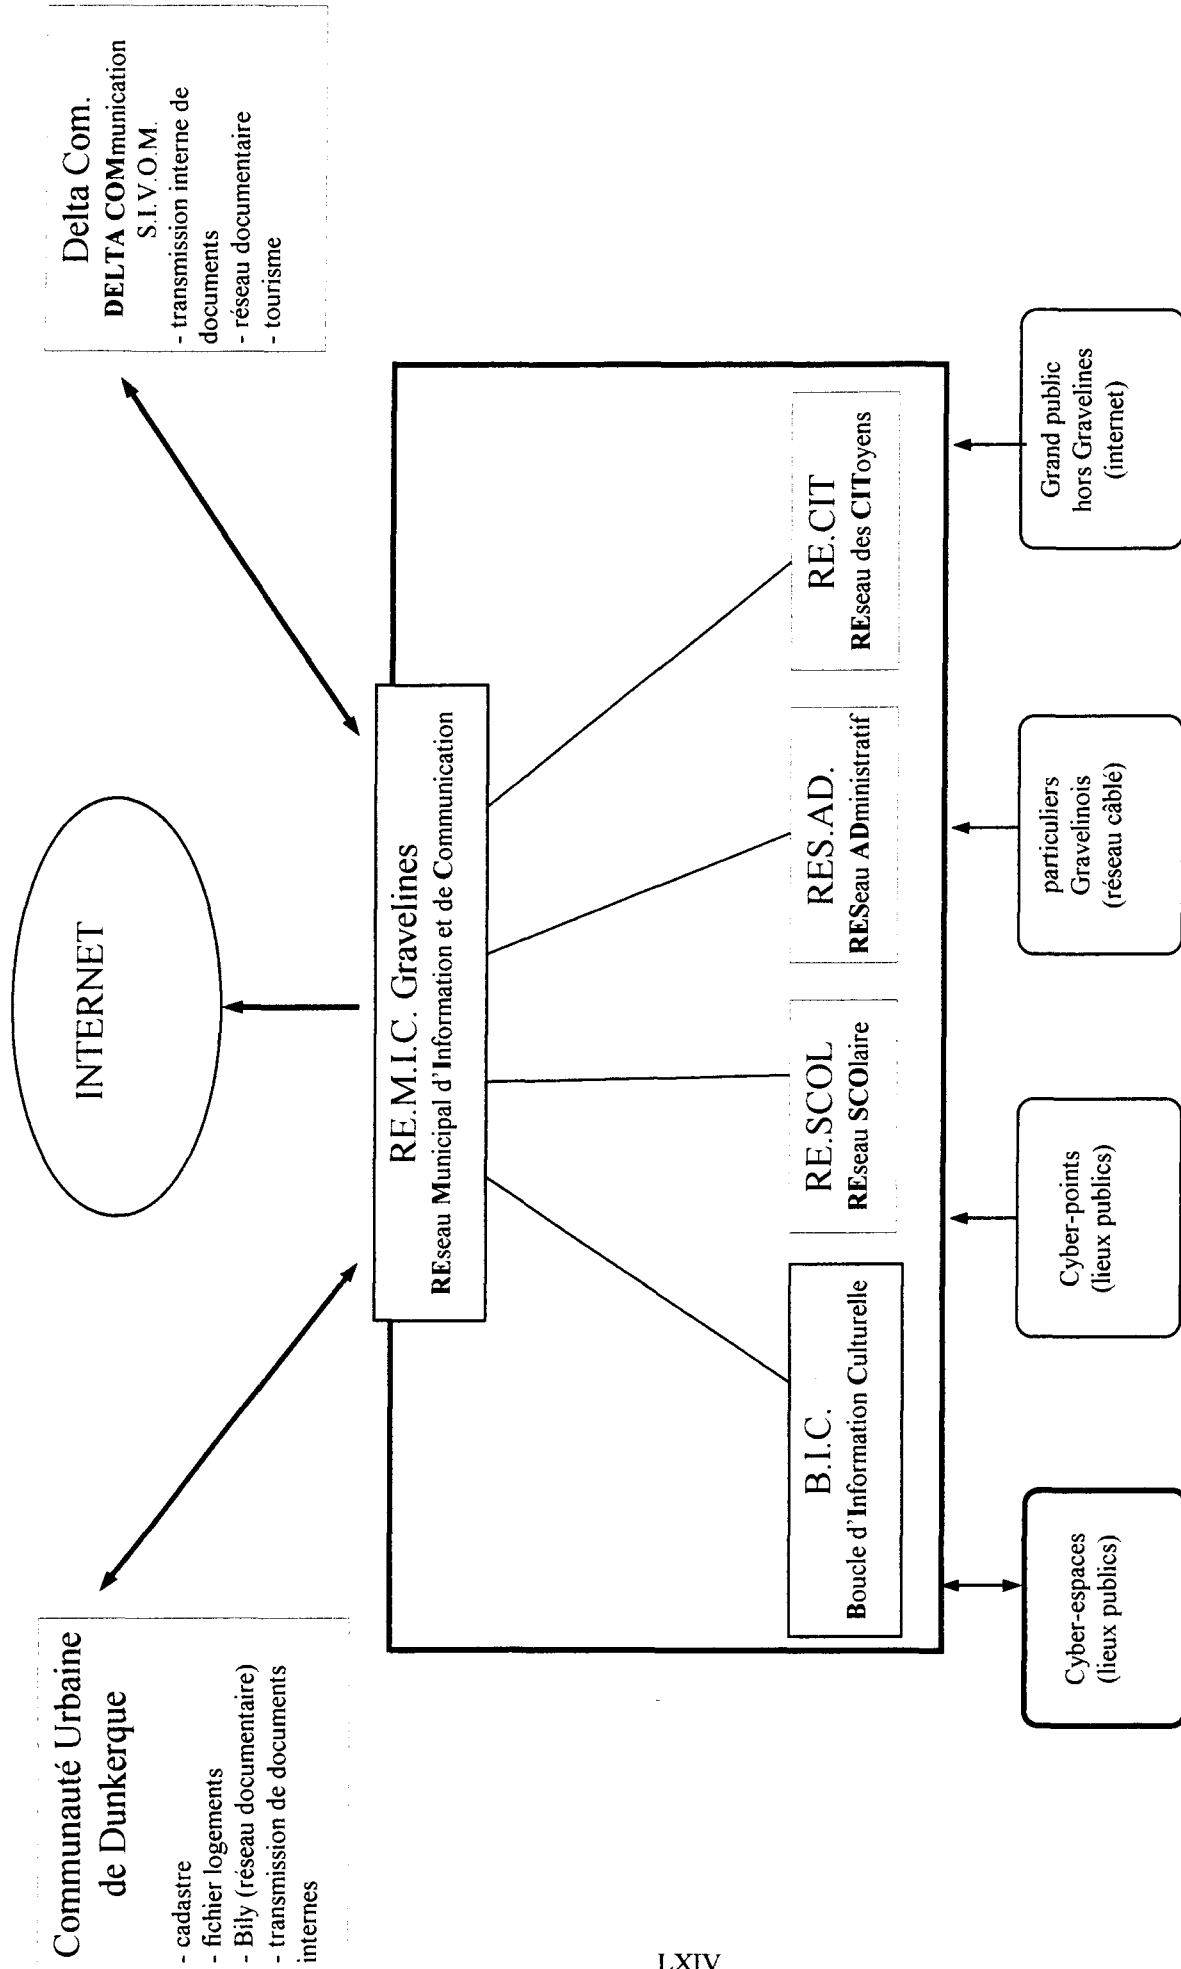 Communauté Urbaine
de Dunkerque
- cadastre
- fichier logements
- Bily (réseau documentaire)
- transmission de documents
internes
INTERNET
Delta Com.
DELTA COMmunication
S.I.V.O.M.
- transmission interne de
documents
- réseau documentaire
- tourisme
RE.M.I.C. Gravelines
REseau Municipal d'Information et de Communication
B.I.C.
Boucle d'Information Culturelle
RE.SCOL
REseau SCOlaire
RES.AD.
RESeau ADministratif
RE.CIT
REseau des CIToyens
Cyber-espaces
(lieux publics)
Cyber-points
(lieux publics)
particuliers
Gravelinois
(réseau câblé)
Grand public
hors Gravelines
(internet)
LXIV